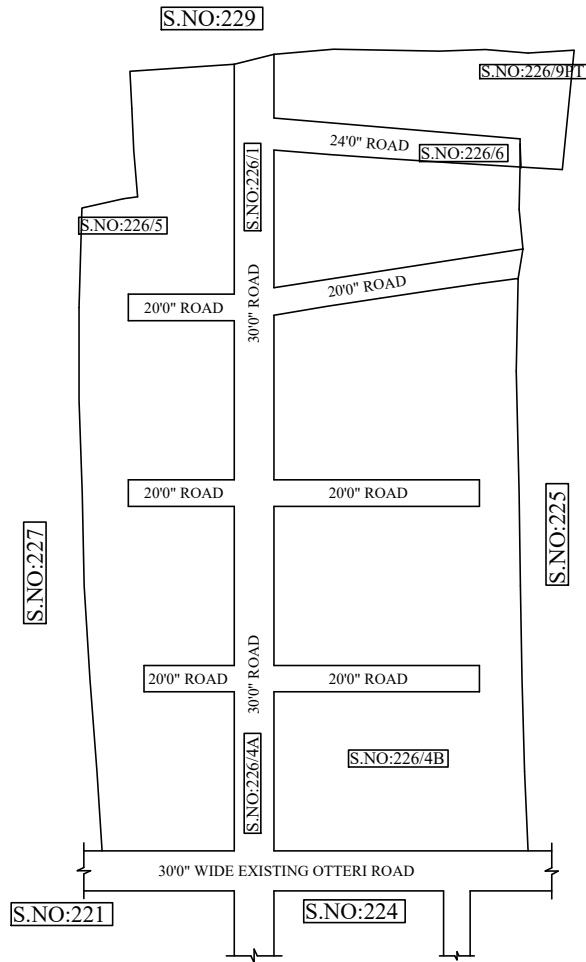 S.NO:229
S.NO:226/9PT
24'0" ROAD
S.NO:226/6
S.NO:226/1
S.NO:226/5
20'0" ROAD
30'0" ROAD
20'0" ROAD
20'0" ROAD
20'0" ROAD
S.NO:227
S.NO:225
20'0" ROAD
30'0" ROAD
20'0" ROAD
S.NO:226/4A
S.NO:226/4B
30'0" WIDE EXISTING OTTERI ROAD
S.NO:221
S.NO:224